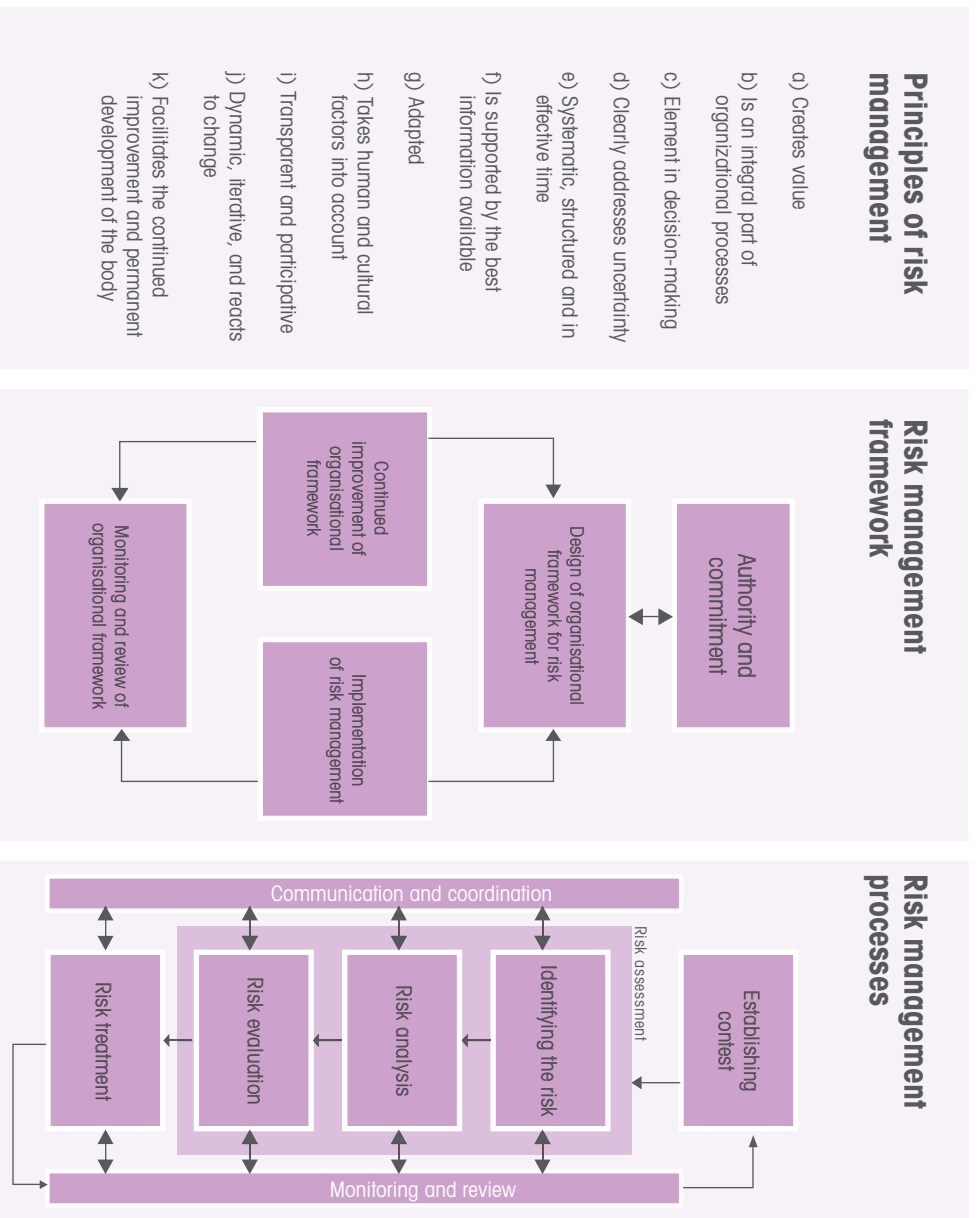 Principles of risk
management
a) Creates value
b) Is an integral part of
organizational processes
c) Element in decision-making
d) Clearly addresses uncertainty
e) Systematic, structured and in
effective time
f) Is supported by the best
information available
g) Adapted
h) Takes human and cultural
factors into account
i) Transparent and participative
j) Dynamic, iterative, and reacts
to change
k) Facilitates the continued
improvement and permanent
development of the body
Risk management
framework
Authority and
commitment
Design of organisational
framework for risk
management
Continued
improvement of
organisational
framework
Implementation
of risk management
Monitoring and review of
organisational framework
Risk management
processes
Establishing
contest
Communication and coordination
Risk assessment
Identifying the risk
Risk analysis
Risk evaluation
Risk treatment
Monitoring and review